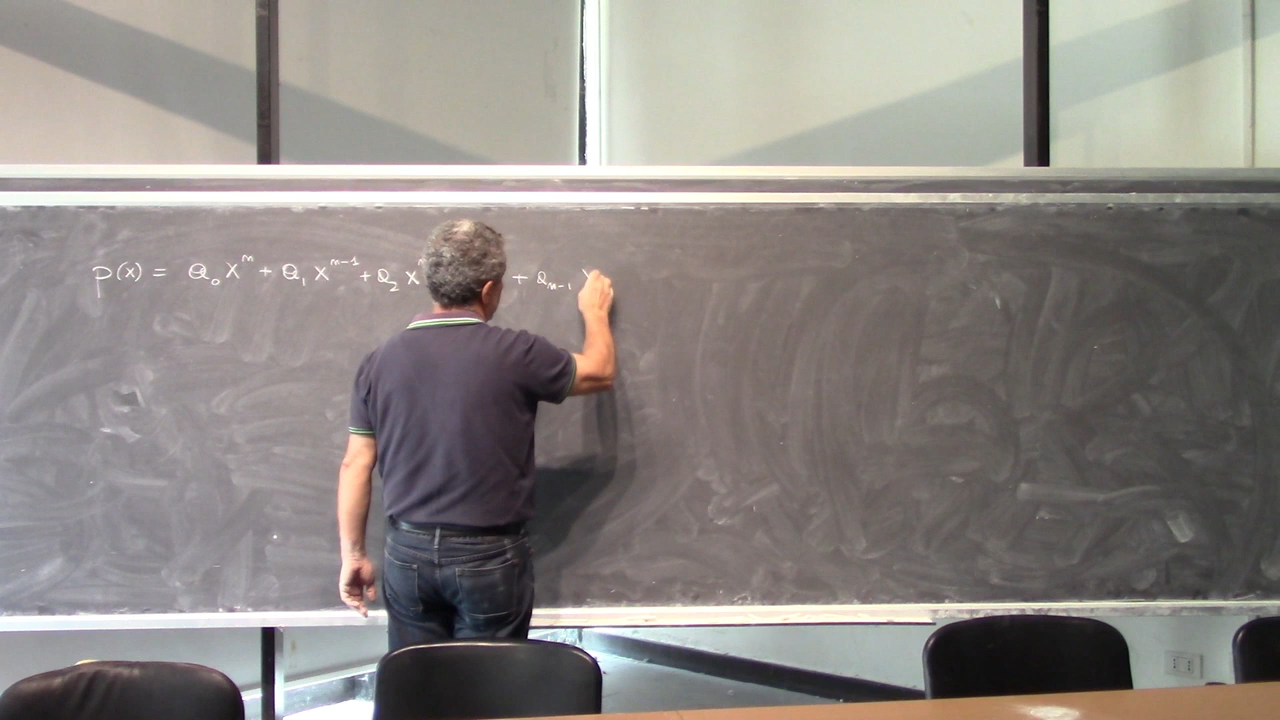 p(x) = a₀ xⁿ + a₁ xⁿ⁻¹ + a₂ x + aₙ₋₁ x